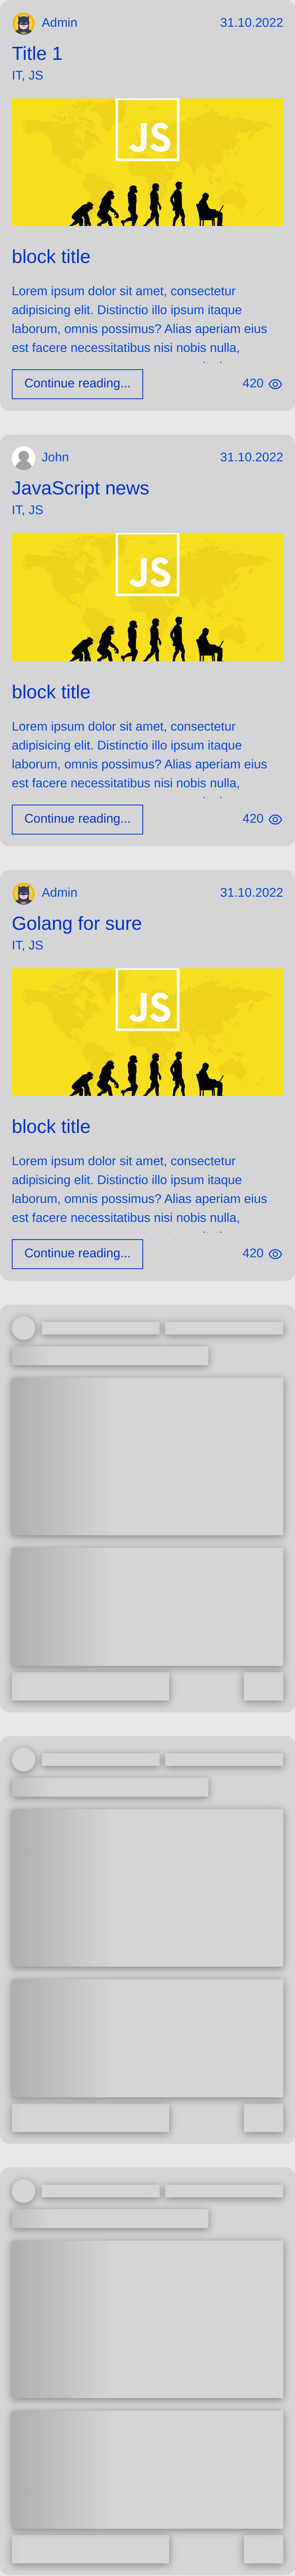 Admin 31.10.2022
Title 1
IT, JS
JS
block title
Lorem ipsum dolor sit amet, consectetur
adipisicing elit. Distinctio illo ipsum itaque
laborum, omnis possimus? Alias aperiam eius
est facere necessitatibus nisi nobis nulla,
Continue reading... 420
John 31.10.2022
JavaScript news
IT, JS
JS
block title
Lorem ipsum dolor sit amet, consectetur
adipisicing elit. Distinctio illo ipsum itaque
laborum, omnis possimus? Alias aperiam eius
est facere necessitatibus nisi nobis nulla,
Continue reading... 420
Admin 31.10.2022
Golang for sure
IT, JS
JS
block title
Lorem ipsum dolor sit amet, consectetur
adipisicing elit. Distinctio illo ipsum itaque
laborum, omnis possimus? Alias aperiam eius
est facere necessitatibus nisi nobis nulla,
Continue reading... 420